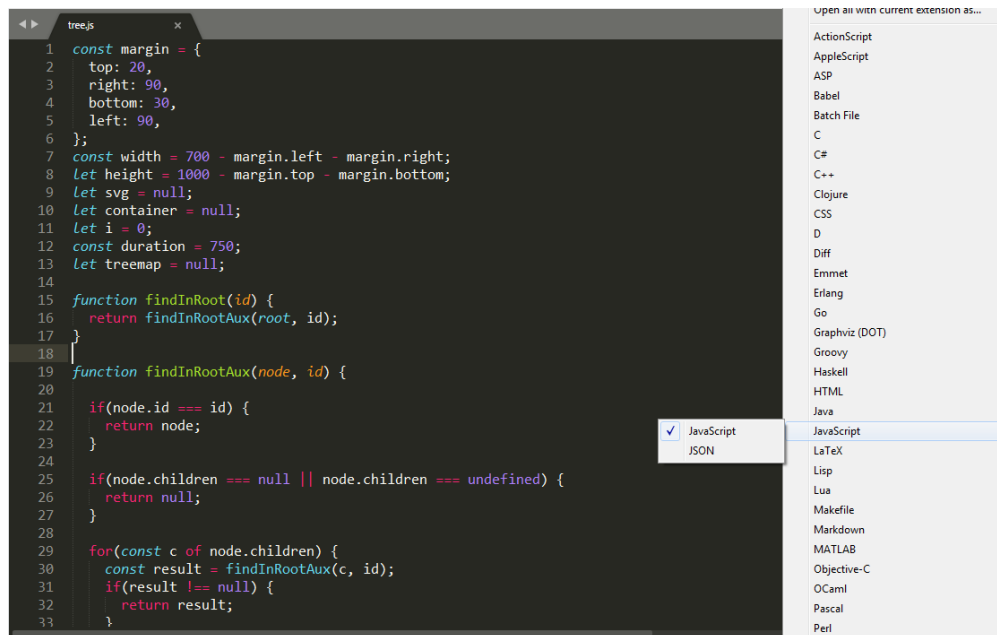 tree.js
1 const margin = {
2   top: 20,
3   right: 90,
4   bottom: 30,
5   left: 90,
6 };
7 const width = 700 - margin.left - margin.right;
8 let height = 1000 - margin.top - margin.bottom;
9 let svg = null;
10 let container = null;
11 let i = 0;
12 const duration = 750;
13 let treemap = null;
14
15 function findInRoot(id) {
16   return findInRootAux(root, id);
17 }
18
19 function findInRootAux(node, id) {
20
21   if(node.id === id) {
22     return node;
23   }
24
25   if(node.children === null || node.children === undefined) {
26     return null;
27   }
28
29   for(const c of node.children) {
30     const result = findInRootAux(c, id);
31     if(result !== null) {
32       return result;
33     }
JavaScript
JSON
Open all with current extension as...
ActionScript
AppleScript
ASP
Babel
Batch File
C
C#
C++
Clojure
CSS
D
Diff
Emmet
Erlang
Go
Graphviz (DOT)
Groovy
Haskell
HTML
Java
JavaScript
LaTeX
Lisp
Lua
Makefile
Markdown
MATLAB
Objective-C
OCaml
Pascal
Perl